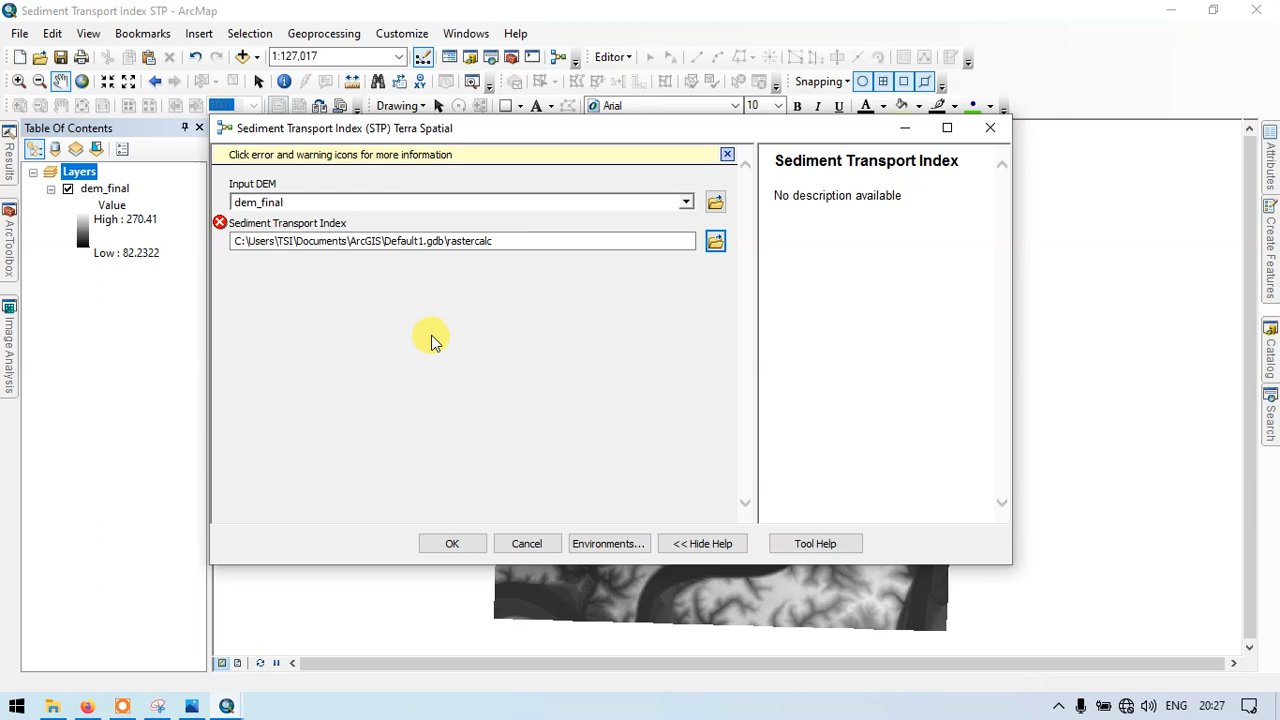 Sediment Transport Index STP - ArcMap
File Edit View Bookmarks Insert Selection Geoprocessing Customize Windows Help
1:127,017 Editor
Snapping
100% Drawing Arial 10 B I U A
Table Of Contents
Layers
dem_final
Value
High : 270.41
Low : 82.2322
Results
ArcToolbox
Image Analysis
Sediment Transport Index (STP) Terra Spatial
Click error and warning icons for more information
Input DEM
dem_final
Sediment Transport Index
C:\Users\TSI\Documents\ArcGIS\Default1.gdb\rastercalc
Sediment Transport Index
No description available
OK Cancel Environments... << Hide Help Tool Help
Attributes
Create Features
Catalog
Search
ENG 20:27